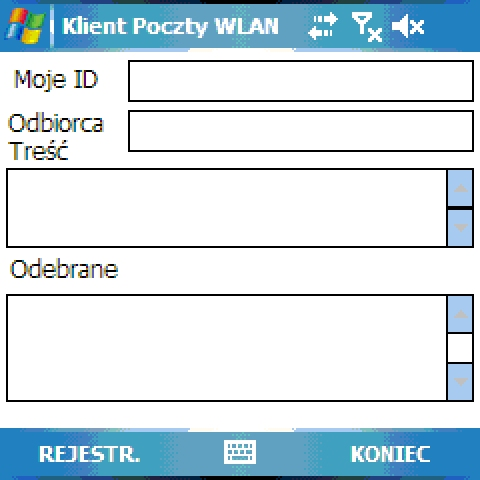 Klient Poczty WLAN
Moje ID
Odbiorca
Treść
Odebrane
REJESTR. KONIEC